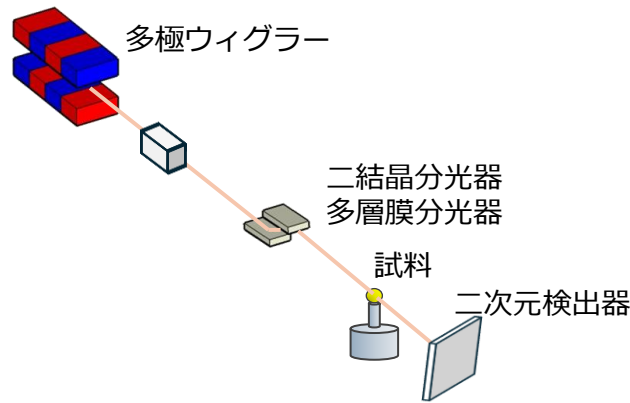 多極ウィグラー
二結晶分光器
多層膜分光器
試料
二次元検出器